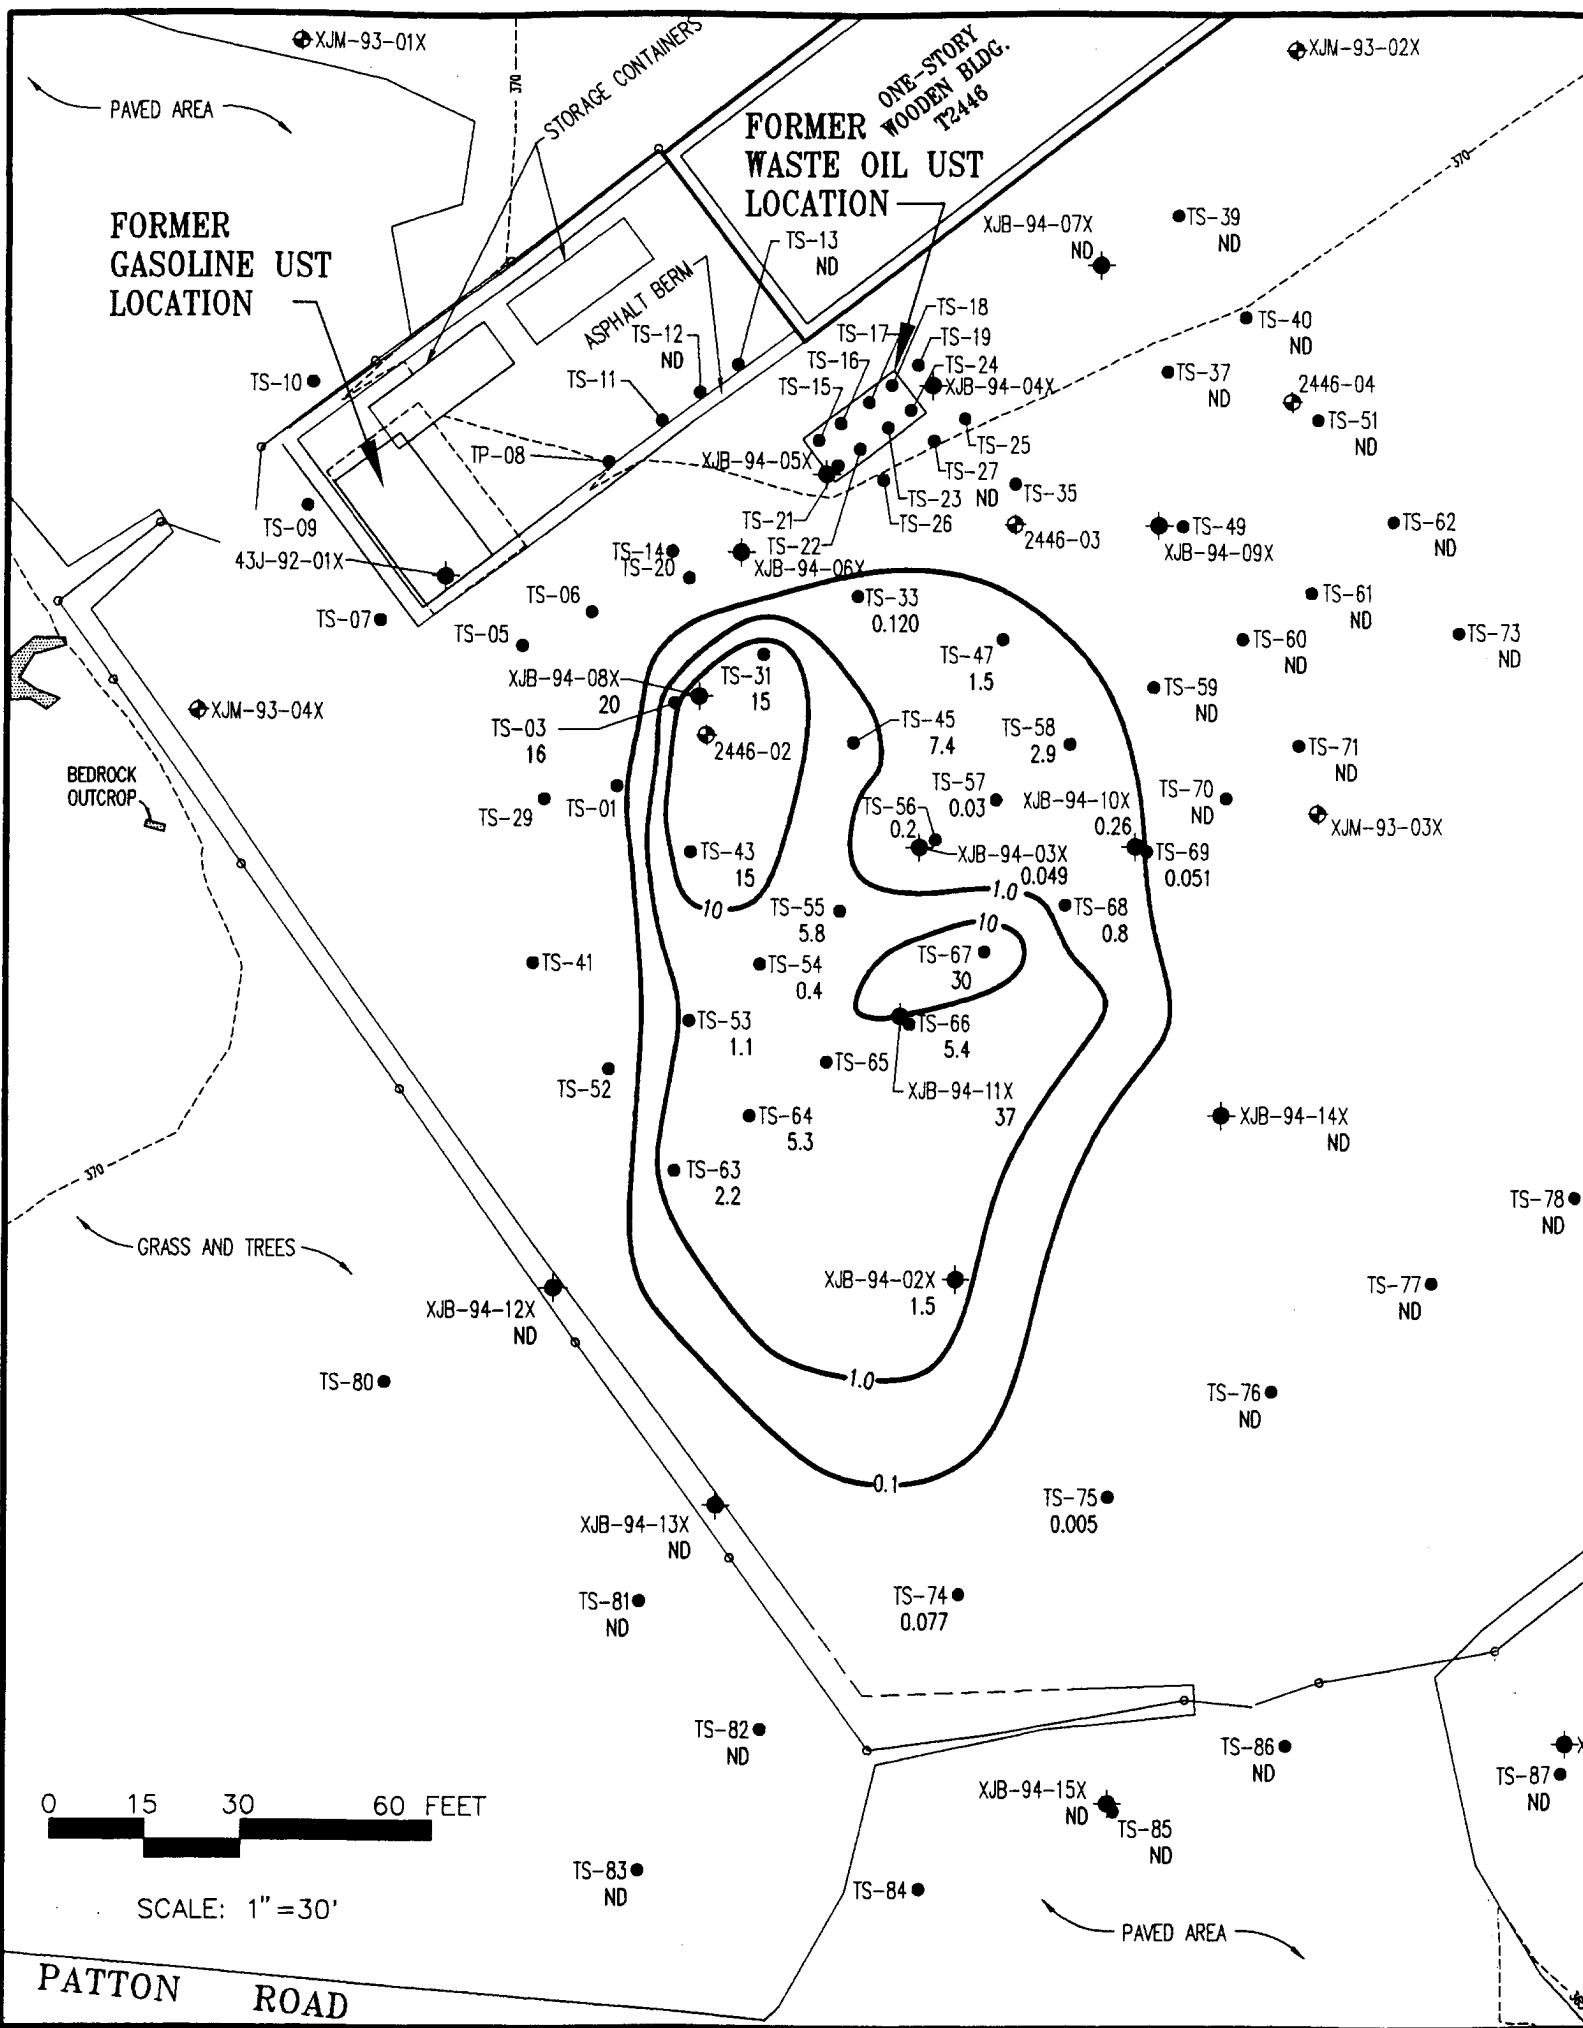 XJM-93-01X
XJM-93-02X
PAVED AREA
370
STORAGE CONTAINERS
ONE-STORY
WOODEN BLDG.
T2446
FORMER
WASTE OIL UST
LOCATION
370
FORMER
GASOLINE UST
LOCATION
TS-13
ND
XJB-94-07X
ND
TS-39
ND
ASPHALT BERM
TS-12
ND
TS-18
TS-17
TS-19
TS-16
TS-24
TS-40
ND
TS-10
TS-11
TS-15
XJB-94-04X
TS-37
ND
2446-04
TS-51
ND
TP-08
XJB-94-05X
TS-25
TS-27
ND
TS-35
TS-09
TS-21
TS-23
TS-26
TS-22
2446-03
TS-49
XJB-94-09X
TS-62
ND
43J-92-01X
TS-14
TS-20
XJB-94-06X
TS-07
TS-06
TS-05
TS-33
0.120
TS-61
ND
TS-60
ND
TS-73
ND
TS-47
1.5
XJB-94-08X
20
TS-31
15
TS-59
ND
XJM-93-04X
TS-03
16
2446-02
TS-45
7.4
TS-58
2.9
TS-71
ND
BEDROCK
OUTCROP
TS-29
TS-01
TS-57
0.03
TS-56
0.2
XJB-94-10X
0.26
TS-70
ND
XJM-93-03X
TS-43
15
XJB-94-03X
0.049
TS-69
0.051
10
1.0
TS-55
5.8
10
TS-68
0.8
TS-41
TS-54
0.4
TS-67
30
TS-53
1.1
TS-66
5.4
TS-52
TS-65
XJB-94-11X
37
TS-64
5.3
XJB-94-14X
ND
370
TS-63
2.2
TS-78
ND
GRASS AND TREES
XJB-94-12X
ND
XJB-94-02X
1.5
TS-77
ND
TS-80
1.0
TS-76
ND
0.1
TS-75
0.005
XJB-94-13X
ND
TS-81
ND
TS-74
0.077
TS-82
ND
TS-86
ND
TS-87
ND
XJB-94-15X
ND
TS-85
ND
0 15 30 60 FEET
TS-83
ND
TS-84
SCALE: 1"=30'
PAVED AREA
PATTON ROAD